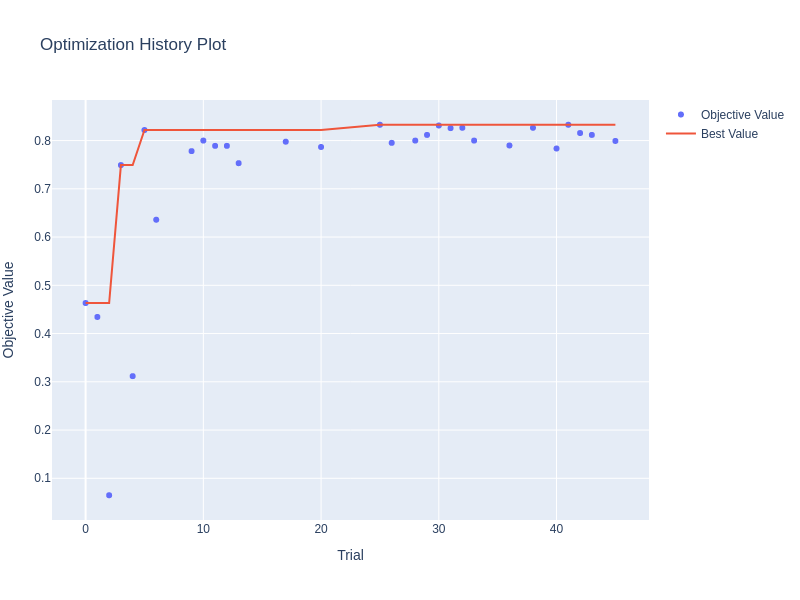 Optimization History Plot
Objective Value
Best Value
0.8
0.7
0.6
0.5
0.4
0.3
0.2
0.1
Objective Value
0 10 20 30 40
Trial